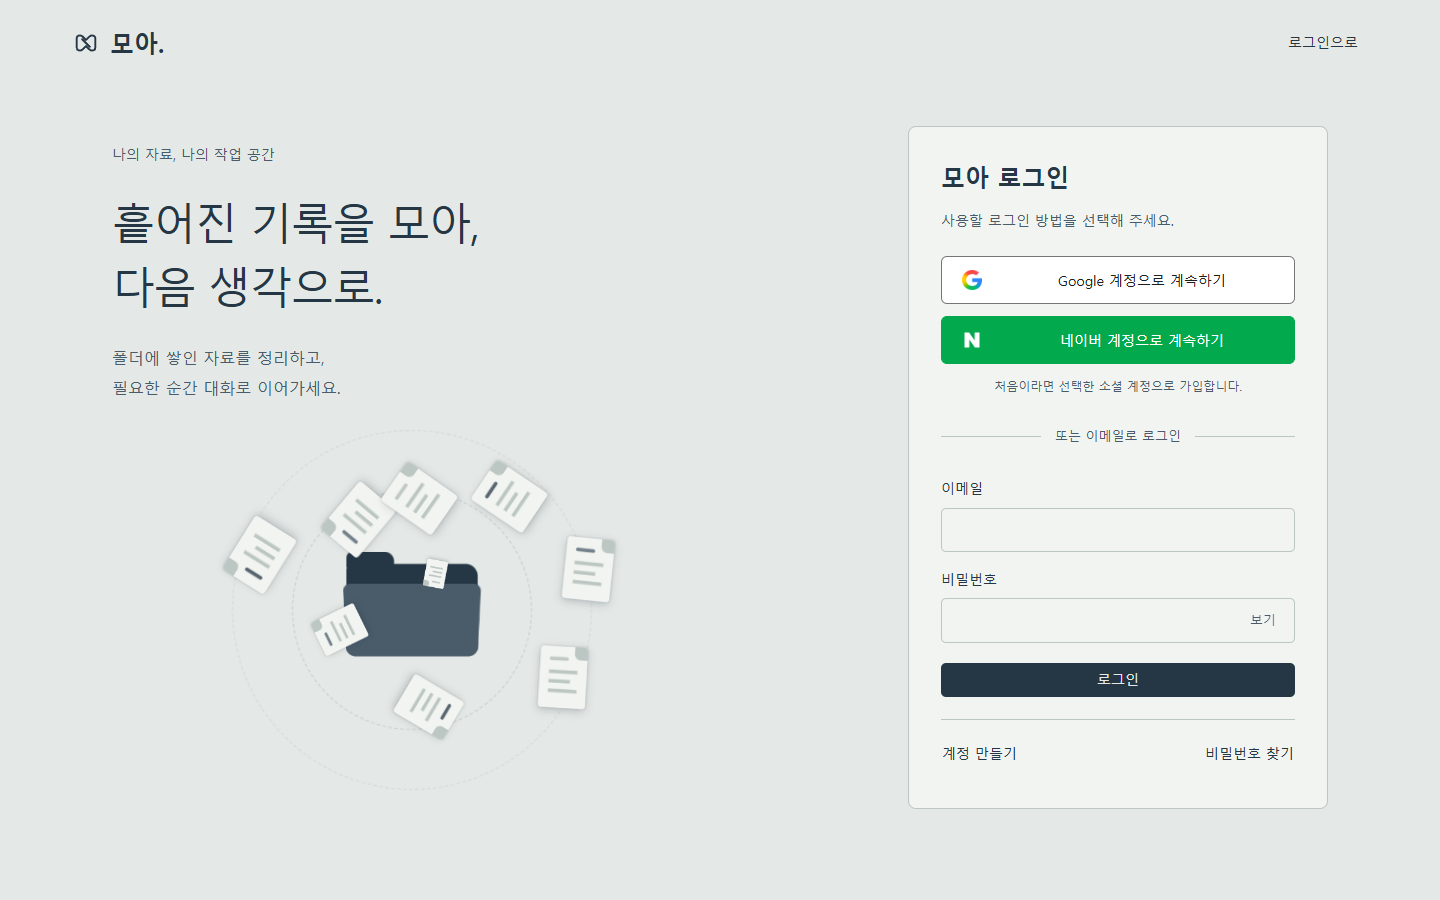 모아.
로그인으로
나의 자료, 나의 작업 공간
흩어진 기록을 모아,
다음 생각으로.
폴더에 쌓인 자료를 정리하고,
필요한 순간 대화로 이어가세요.
모아 로그인
사용할 로그인 방법을 선택해 주세요.
Google 계정으로 계속하기
네이버 계정으로 계속하기
처음이라면 선택한 소셜 계정으로 가입합니다.
또는 이메일로 로그인
이메일
비밀번호
보기
로그인
계정 만들기
비밀번호 찾기